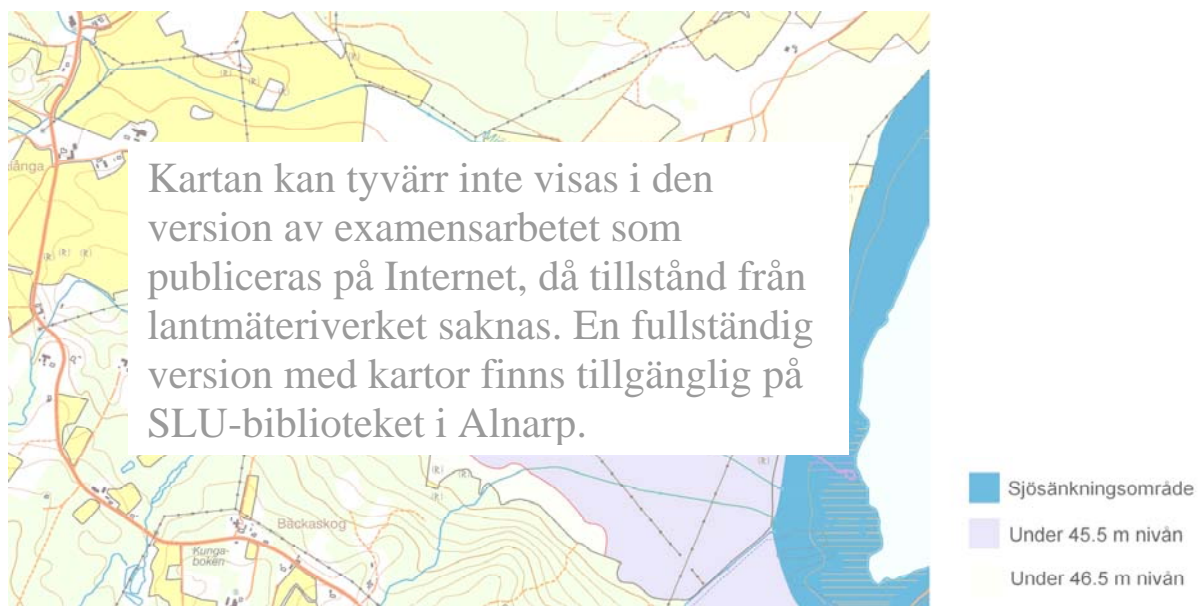 (R)
(R)
(R)
långa
Kartan kan tyvärr inte visas i den
version av examensarbetet som
publiceras på Internet, då tillstånd från
lantmäteriverket saknas. En fullständig
version med kartor finns tillgänglig på
SLU-biblioteket i Alnarp.
(R) (R) (R)
(R)
(R)
(R)
(R)
Bäckaskog
Kunga-
boken
Sjösänkningsområde
Under 45.5 m nivån
Under 46.5 m nivån